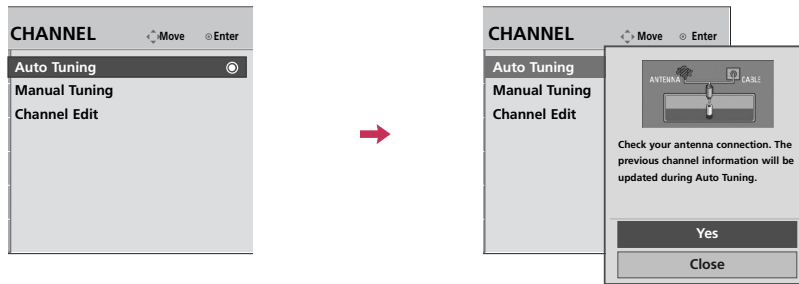 CHANNEL Move Enter
Auto Tuning
Manual Tuning
Channel Edit
CHANNEL Move Enter
Auto Tuning
Manual Tuning
Channel Edit
ANTENNA CABLE
Check your antenna connection. The
previous channel information will be
updated during Auto Tuning.
Yes
Close